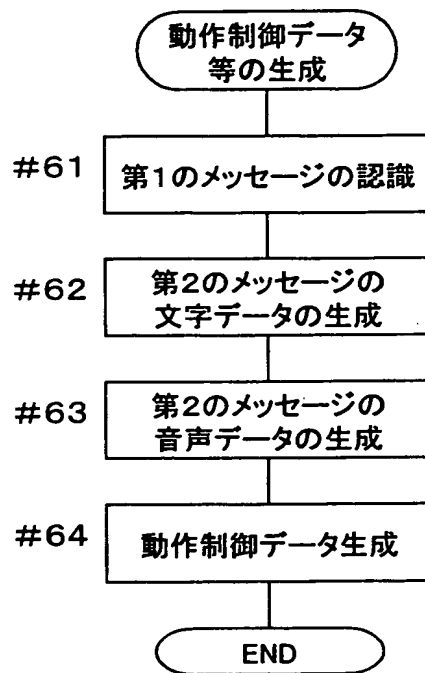 動作制御データ
等の生成
#61
第1のメッセージの認識
#62
第2のメッセージの
文字データの生成
#63
第2のメッセージの
音声データの生成
#64
動作制御データ生成
END